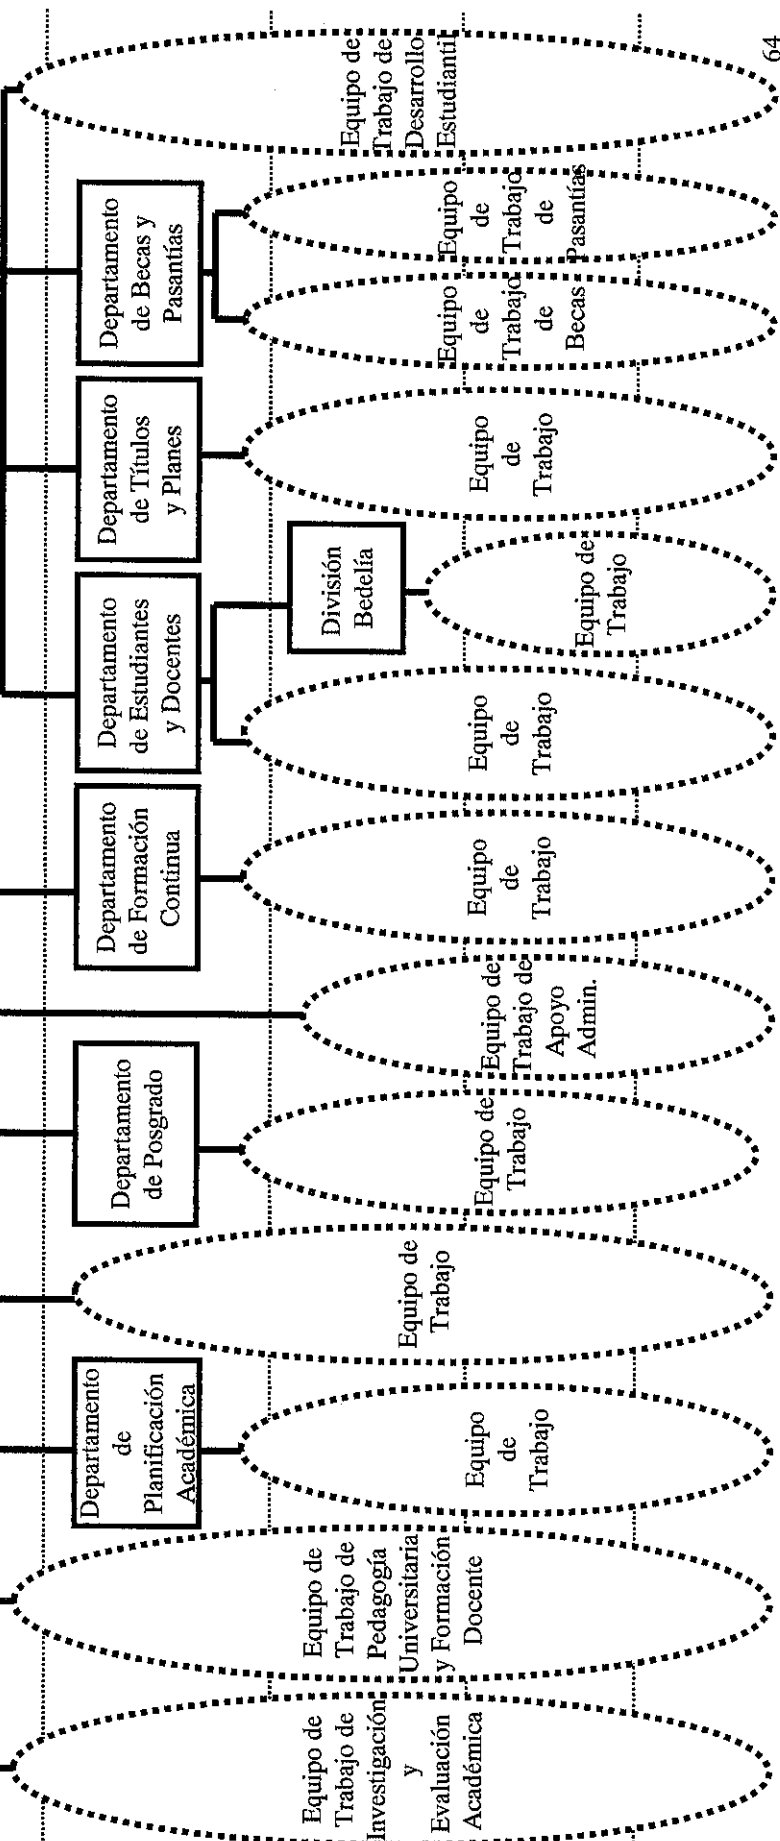 Equipo de
Trabajo de
Investigación
y
Evaluación
Académica
Equipo de
Trabajo de
Pedagogía
Universitaria
y Formación
Docente
Departamento
de
Planificación
Académica
Equipo
de
Trabajo
Equipo de
Trabajo
Departamento
de Posgrado
Equipo de
Trabajo
Equipo de
Trabajo de
Apoyo
Admin.
Departamento
de Formación
Continua
Equipo
de
Trabajo
Departamento
de Estudiantes
y Docentes
Equipo
de
Trabajo
División
Bedelía
Equipo de
Trabajo
Departamento
de Títulos
y Planes
Equipo
de
Trabajo
Departamento
de Becas y
Pasantías
Equipo
de
Trabajo
de
Becas
Equipo
de
Trabajo
de
Pasantías
Equipo de
Trabajo de
Desarrollo
Estudiantil
64